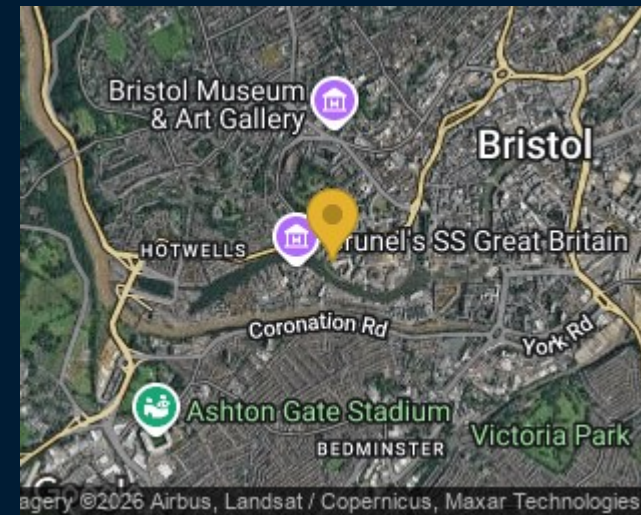 Bristol Museum
& Art Gallery
Bristol
HOTWELLS
runel's SS Great Britain
Coronation Rd
York Rd
Ashton Gate Stadium
BEDMINSTER
Victoria Park
agery ©2026 Airbus, Landsat / Copernicus, Maxar Technologies